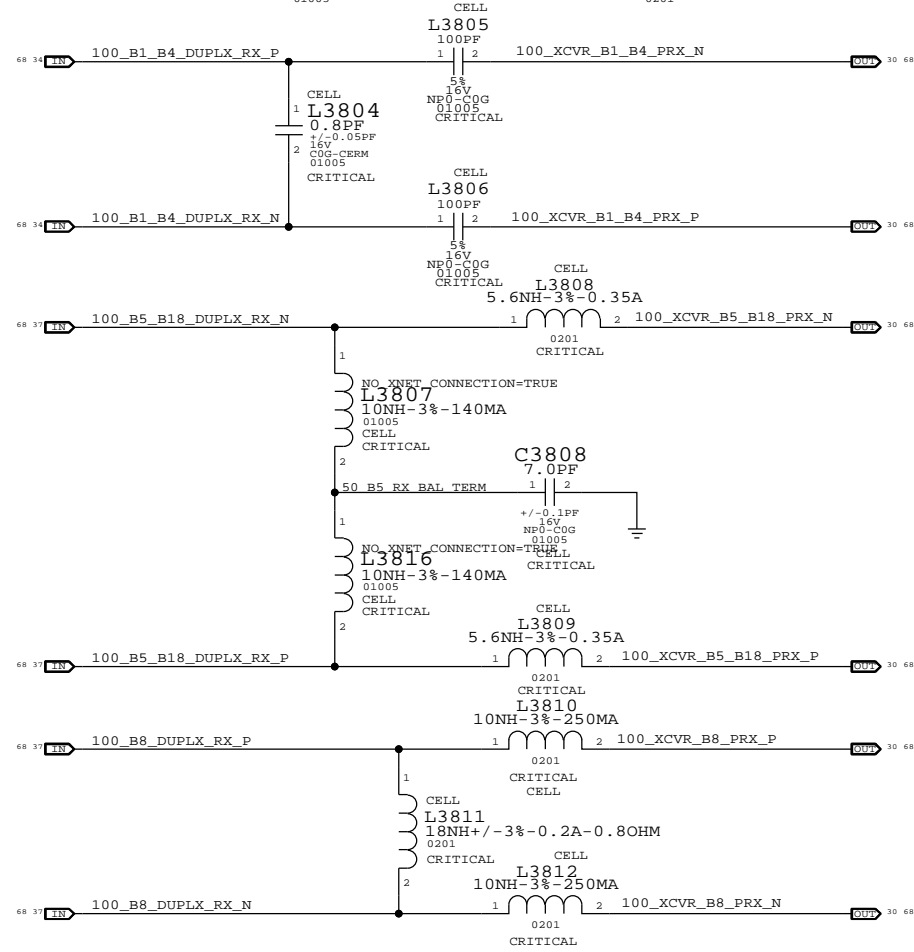 01005
0201
CELL
L3805
100PF
68 34 IN 100_B1_B4_DUPLX_RX_P 1 2 100_XCVR_B1_B4_PRX_N OUT 30 68
5%
16V
NP0-C0G
01005
CRITICAL
CELL
1 L3804
0.8PF
+/-0.05PF
2 16V
C0G-CERM
01005
CRITICAL
CELL
L3806
100PF
68 34 IN 100_B1_B4_DUPLX_RX_N 1 2 100_XCVR_B1_B4_PRX_P OUT 30 68
5%
16V
NP0-C0G
01005
CRITICAL
CELL
L3808
5.6NH-3%-0.35A
68 37 IN 100_B5_B18_DUPLX_RX_N 1 2 100_XCVR_B5_B18_PRX_N OUT 30 68
0201
CRITICAL
1
NO_XNET_CONNECTION=TRUE
L3807
10NH-3%-140MA
01005
CELL
CRITICAL
2
C3808
7.0PF
50_B5_RX_BAL_TERM 1 2
+/-0.1PF
16V
NP0-C0G
01005
CELL
CRITICAL
1
NO_XNET_CONNECTION=TRUE
L3816
10NH-3%-140MA
01005
CELL
CRITICAL
2
CELL
L3809
5.6NH-3%-0.35A
68 37 IN 100_B5_B18_DUPLX_RX_P 1 2 100_XCVR_B5_B18_PRX_P OUT 30 68
0201
CRITICAL
L3810
10NH-3%-250MA
68 37 IN 100_B8_DUPLX_RX_P 1 2 100_XCVR_B8_PRX_P OUT 30 68
0201
CRITICAL
CELL
1
CELL
L3811
18NH+/-3%-0.2A-0.8OHM
0201
CRITICAL
2
CELL
L3812
10NH-3%-250MA
68 37 IN 100_B8_DUPLX_RX_N 1 2 100_XCVR_B8_PRX_N OUT 30 68
0201
CRITICAL